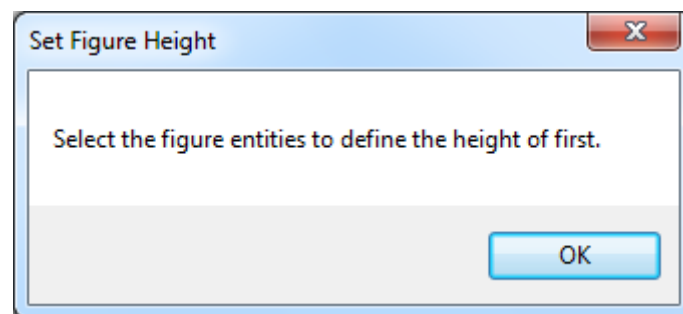 Set Figure Height
Select the figure entities to define the height of first.
OK